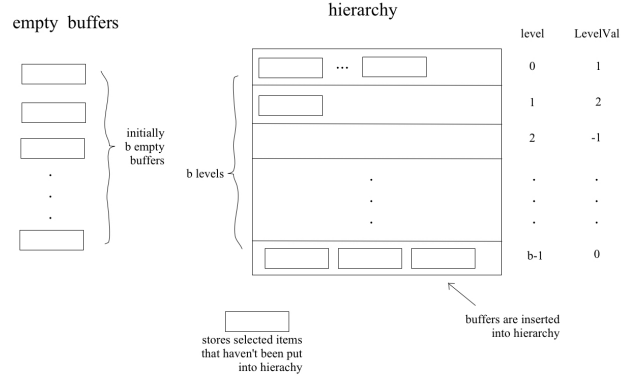 hierarchy
empty buffers
level LevelVal
0 1
...
1 2
initially
b empty
buffers
2 -1
b levels
. . . .
. . . .
. . . .
b-1 0
buffers are inserted
into hierarchy
stores selected items
that haven't been put
into hierachy